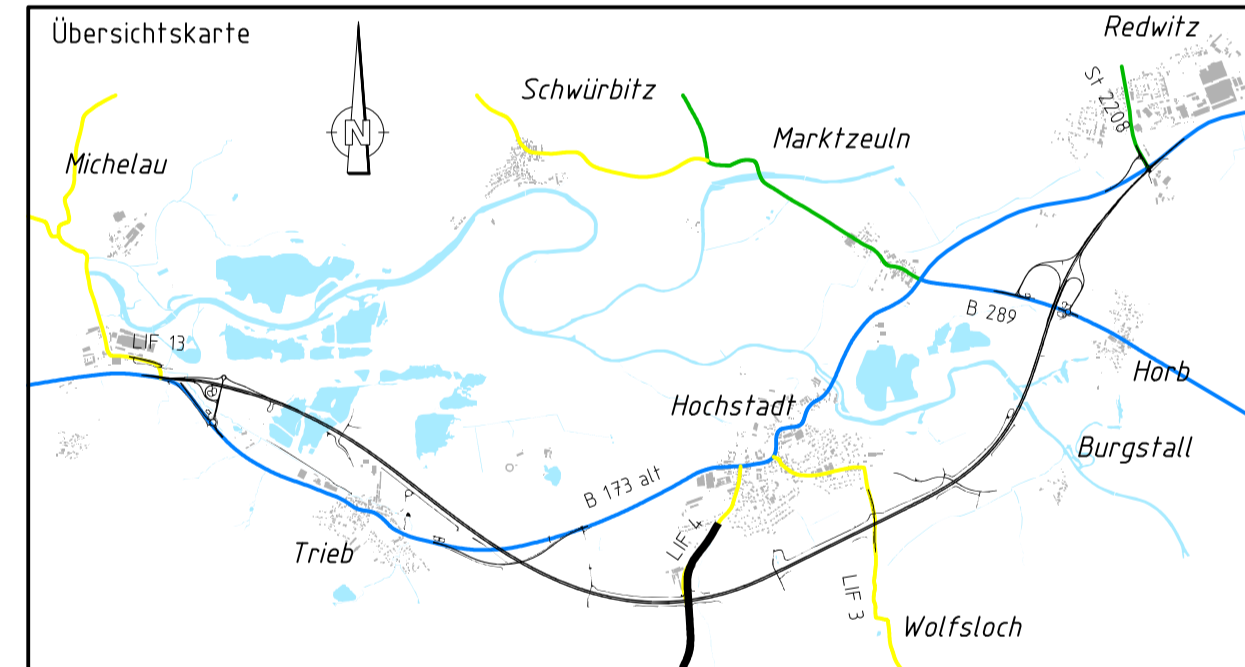 Übersichtskarte
Redwitz
St 2208
Schwürbitz
Marktzeuln
Michelau
N
B 289
LIF 13
Horb
Hochstadt
Burgstall
B 173 alt
LIF 4
Trieb
LIF 3
Wolfsloch